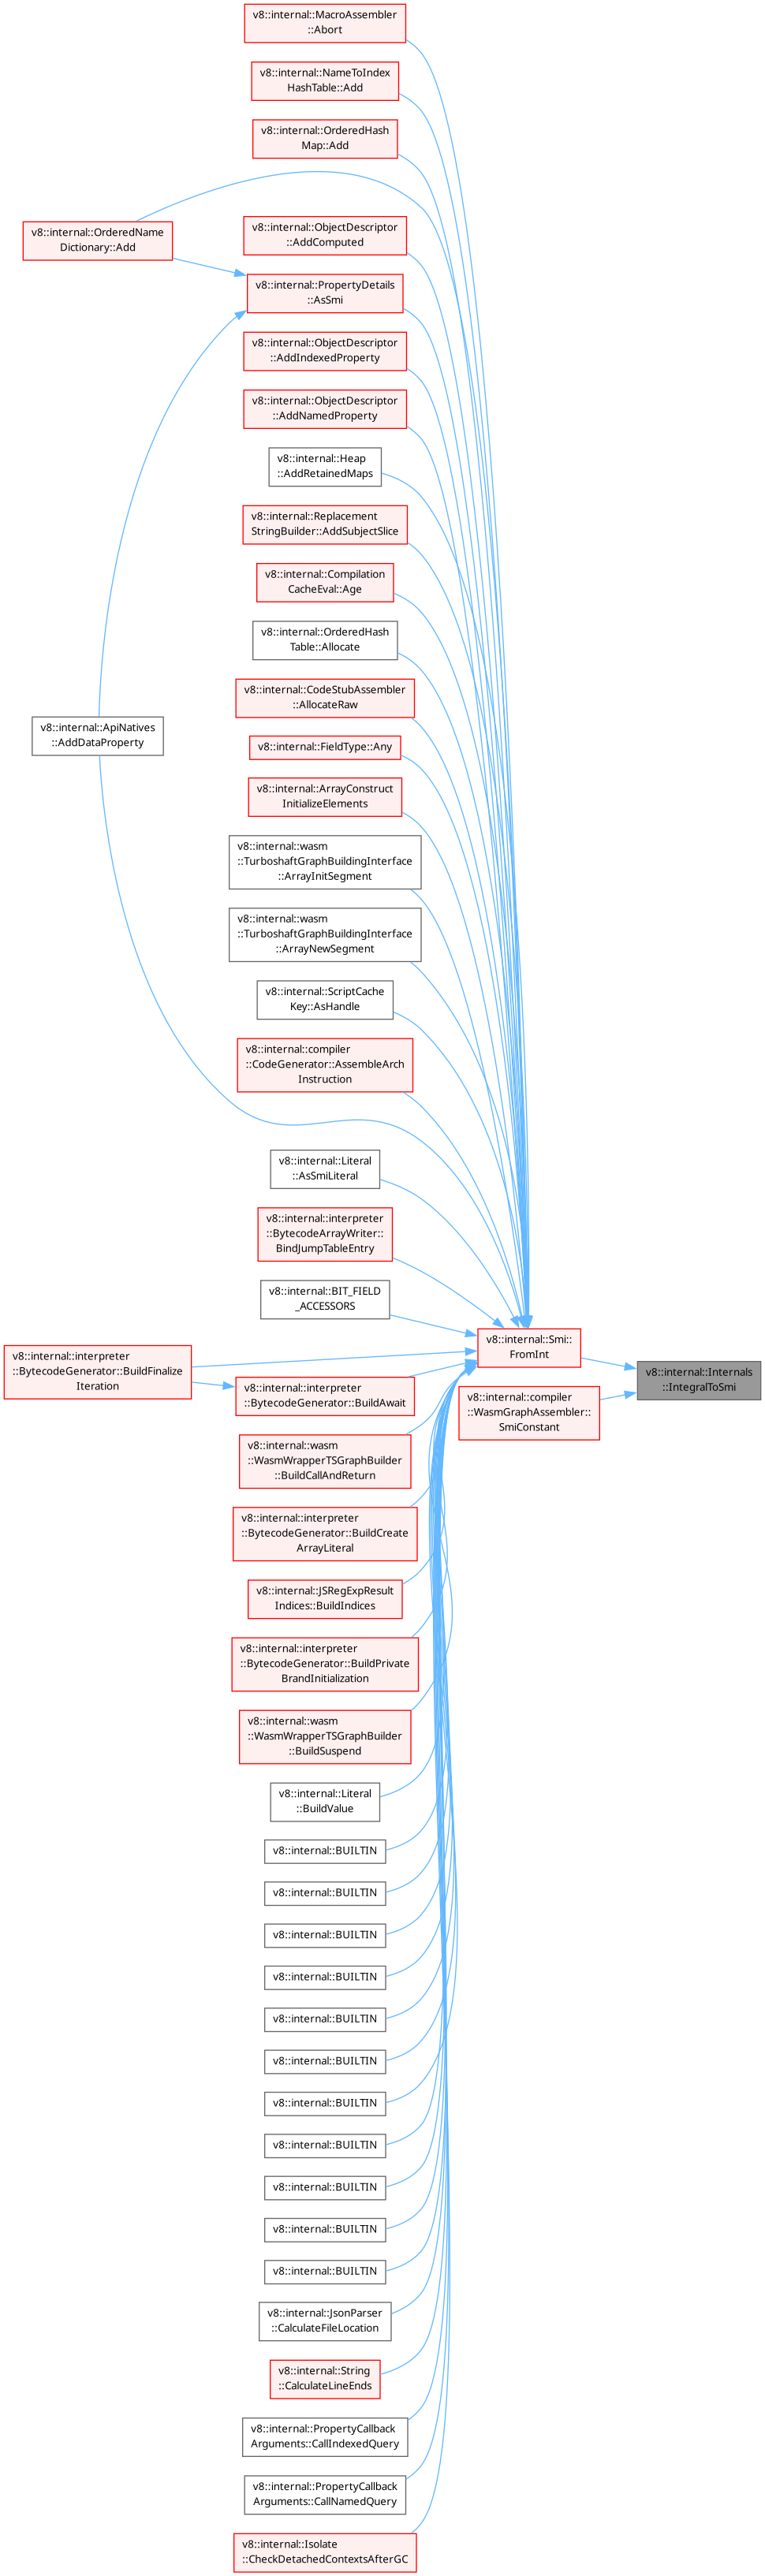 v8::internal::MacroAssembler
::Abort
v8::internal::NameToIndex
HashTable::Add
v8::internal::OrderedHash
Map::Add
v8::internal::OrderedName
Dictionary::Add
v8::internal::ObjectDescriptor
::AddComputed
v8::internal::PropertyDetails
::AsSmi
v8::internal::ObjectDescriptor
::AddIndexedProperty
v8::internal::ObjectDescriptor
::AddNamedProperty
v8::internal::Heap
::AddRetainedMaps
v8::internal::Replacement
StringBuilder::AddSubjectSlice
v8::internal::Compilation
CacheEval::Age
v8::internal::OrderedHash
Table::Allocate
v8::internal::CodeStubAssembler
::AllocateRaw
v8::internal::ApiNatives
::AddDataProperty
v8::internal::FieldType::Any
v8::internal::ArrayConstruct
InitializeElements
v8::internal::wasm
::TurboshaftGraphBuildingInterface
::ArrayInitSegment
v8::internal::wasm
::TurboshaftGraphBuildingInterface
::ArrayNewSegment
v8::internal::ScriptCache
Key::AsHandle
v8::internal::compiler
::CodeGenerator::AssembleArch
Instruction
v8::internal::Literal
::AsSmiLiteral
v8::internal::interpreter
::BytecodeArrayWriter::
BindJumpTableEntry
v8::internal::BIT_FIELD
_ACCESSORS
v8::internal::Smi::
FromInt
v8::internal::Internals
::IntegralToSmi
v8::internal::interpreter
::BytecodeGenerator::BuildFinalize
Iteration
v8::internal::interpreter
::BytecodeGenerator::BuildAwait
v8::internal::compiler
::WasmGraphAssembler::
SmiConstant
v8::internal::wasm
::WasmWrapperTSGraphBuilder
::BuildCallAndReturn
v8::internal::interpreter
::BytecodeGenerator::BuildCreate
ArrayLiteral
v8::internal::JSRegExpResult
Indices::BuildIndices
v8::internal::interpreter
::BytecodeGenerator::BuildPrivate
BrandInitialization
v8::internal::wasm
::WasmWrapperTSGraphBuilder
::BuildSuspend
v8::internal::Literal
::BuildValue
v8::internal::BUILTIN
v8::internal::BUILTIN
v8::internal::BUILTIN
v8::internal::BUILTIN
v8::internal::BUILTIN
v8::internal::BUILTIN
v8::internal::BUILTIN
v8::internal::BUILTIN
v8::internal::BUILTIN
v8::internal::BUILTIN
v8::internal::BUILTIN
v8::internal::JsonParser
::CalculateFileLocation
v8::internal::String
::CalculateLineEnds
v8::internal::PropertyCallback
Arguments::CallIndexedQuery
v8::internal::PropertyCallback
Arguments::CallNamedQuery
v8::internal::Isolate
::CheckDetachedContextsAfterGC